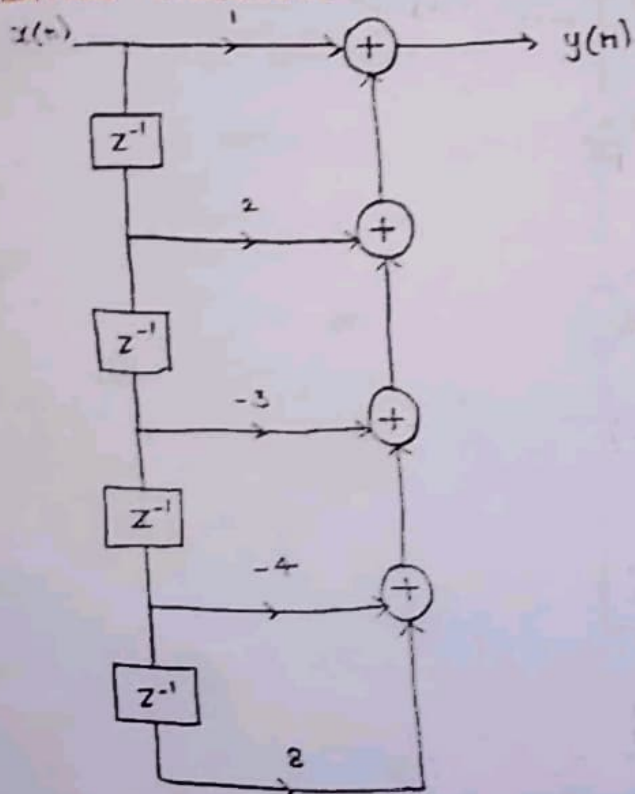 x(n) 1 + y(n)
z⁻¹
2 +
z⁻¹
-3 +
z⁻¹
-4 +
z⁻¹
2